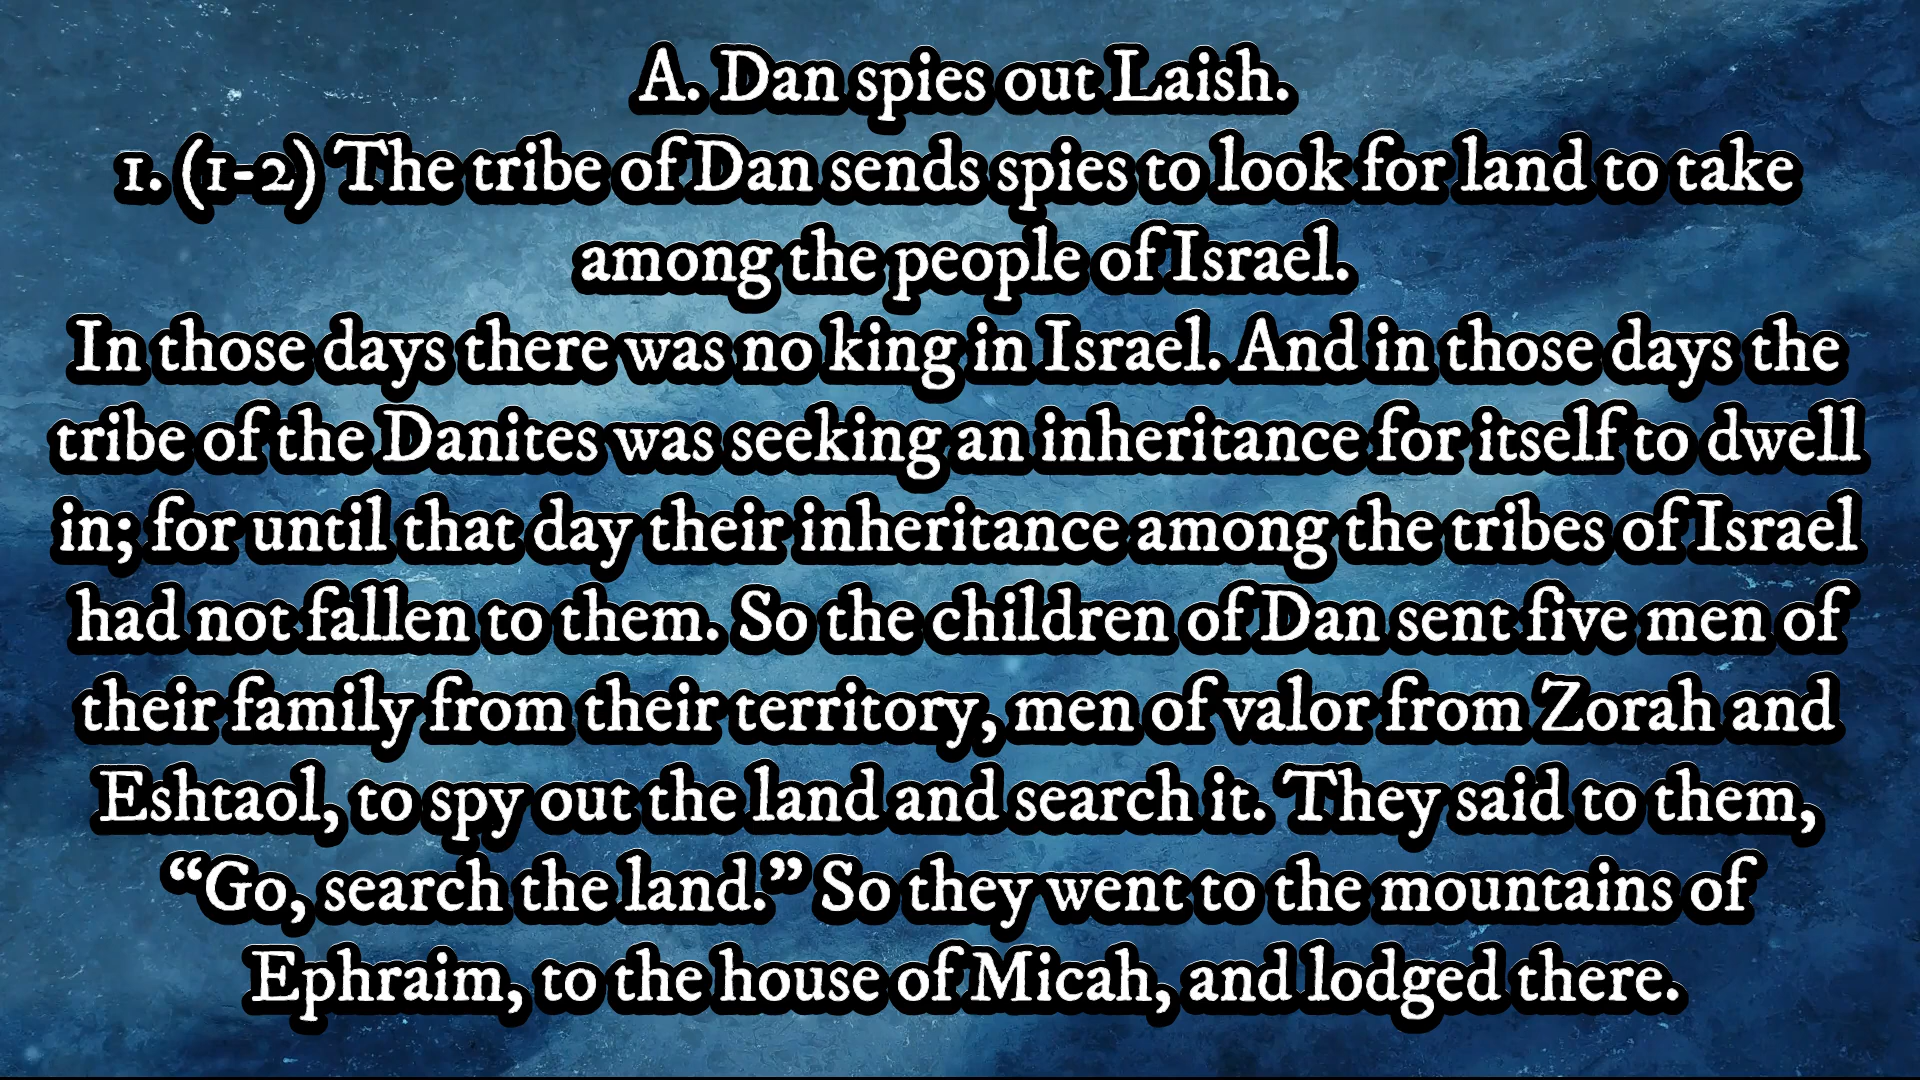 A. Dan spies out Laish.
1. (1-2) The tribe of Dan sends spies to look for land to take
among the people of Israel.
In those days there was no king in Israel. And in those days the
tribe of the Danites was seeking an inheritance for itself to dwell
in; for until that day their inheritance among the tribes of Israel
had not fallen to them. So the children of Dan sent five men of
their family from their territory, men of valor from Zorah and
Eshtaol, to spy out the land and search it. They said to them,
“Go, search the land.” So they went to the mountains of
Ephraim, to the house of Micah, and lodged there.